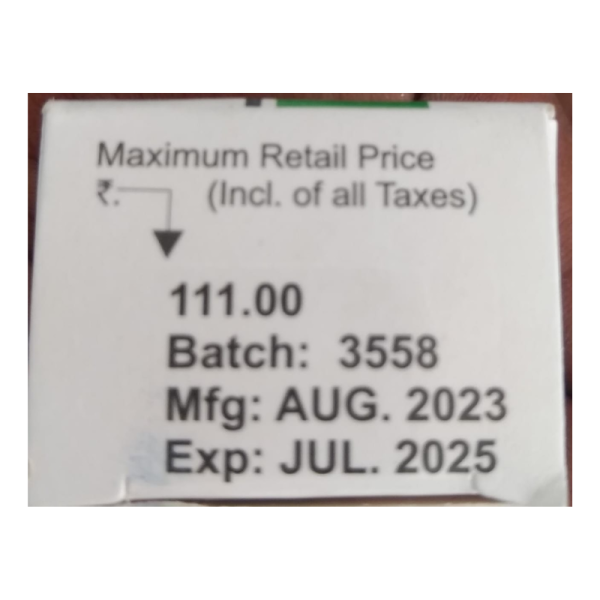 Maximum Retail Price
₹. (Incl. of all Taxes)
111.00
Batch: 3558
Mfg: AUG. 2023
Exp: JUL. 2025